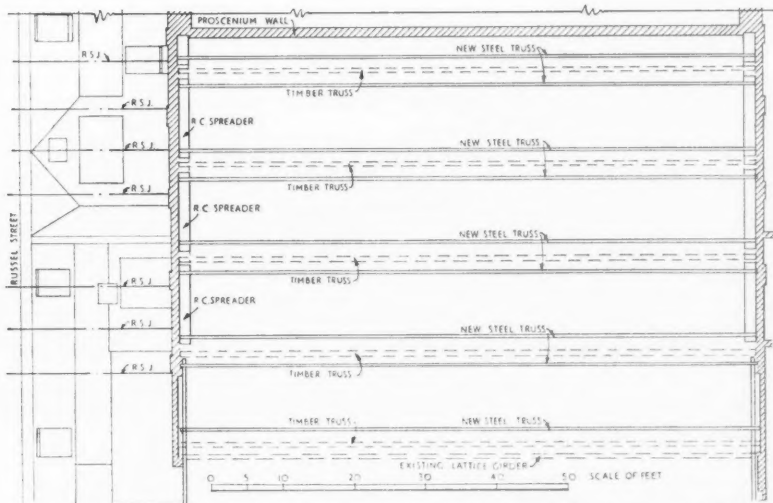 PROSCENIUM WALL
NEW STEEL TRUSS
R.S.J.
TIMBER TRUSS
R.S.J.
R.C. SPREADER
R.S.J.
NEW STEEL TRUSS
TIMBER TRUSS
R.S.J.
R.C. SPREADER
RUSSEL STREET
NEW STEEL TRUSS
TIMBER TRUSS
R.S.J.
R.C. SPREADER
R.S.J.
NEW STEEL TRUSS
R.S.J.
TIMBER TRUSS
TIMBER TRUSS
NEW STEEL TRUSS
EXISTING LATTICE GIRDER
0 5 10 20 30 40 50 SCALE OF FEET